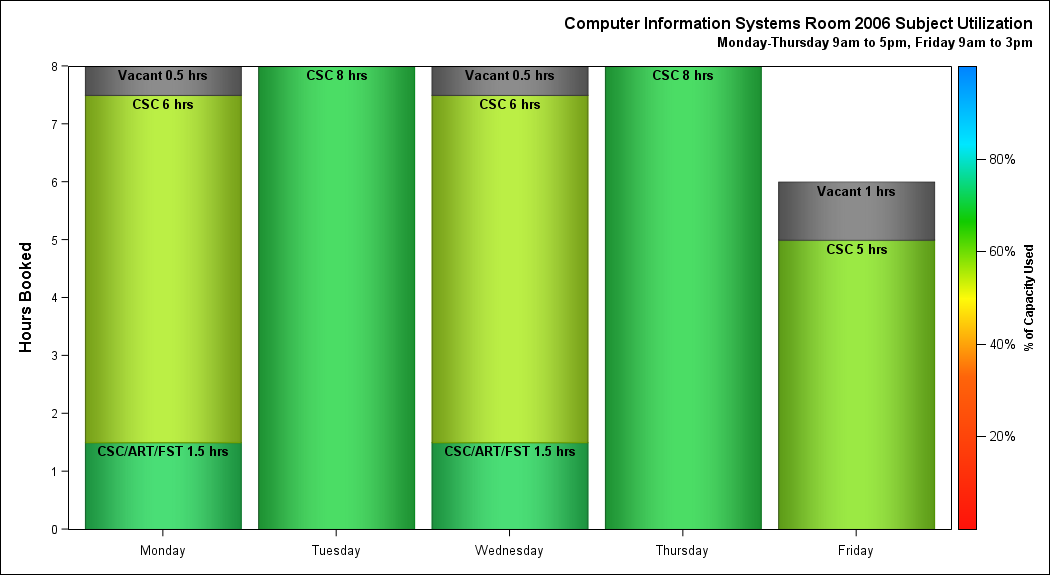 Computer Information Systems Room 2006 Subject Utilization
Monday-Thursday 9am to 5pm, Friday 9am to 3pm
Hours Booked
8
7
6
5
4
3
2
1
0
Vacant 0.5 hrs
CSC 6 hrs
CSC/ART/FST 1.5 hrs
CSC 8 hrs
Vacant 0.5 hrs
CSC 6 hrs
CSC/ART/FST 1.5 hrs
CSC 8 hrs
Vacant 1 hrs
CSC 5 hrs
Monday
Tuesday
Wednesday
Thursday
Friday
80%
60%
40%
20%
% of Capacity Used